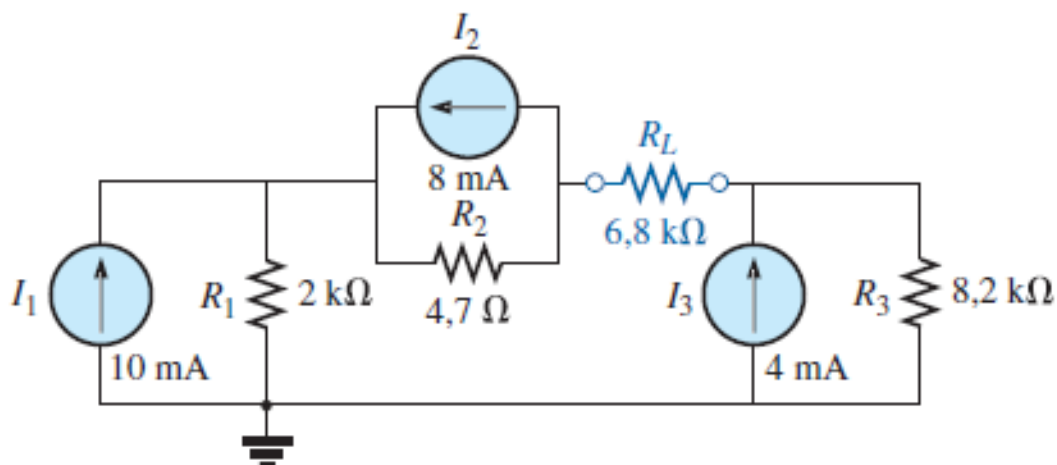 I₂
8 mA
R₂
4,7 Ω
R_L
6,8 kΩ
I₁
10 mA
R₁
2 kΩ
I₃
4 mA
R₃
8,2 kΩ